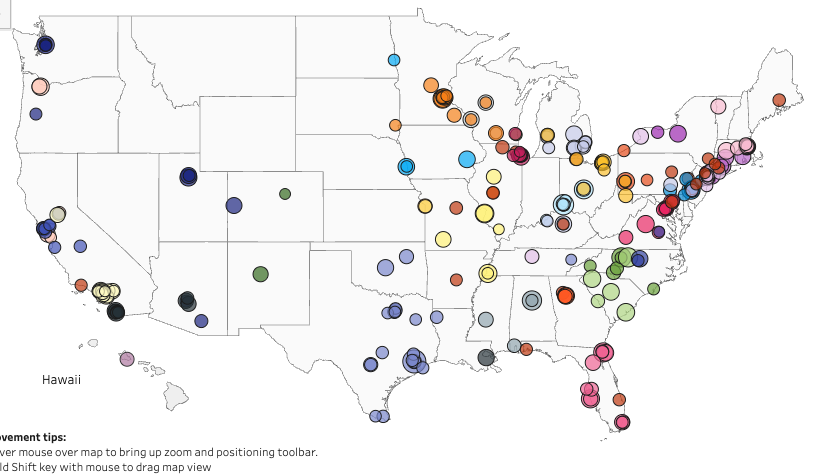 Hawaii
over mouse over map to bring up zoom and positioning toolbar.
Shift key with mouse to drag map view